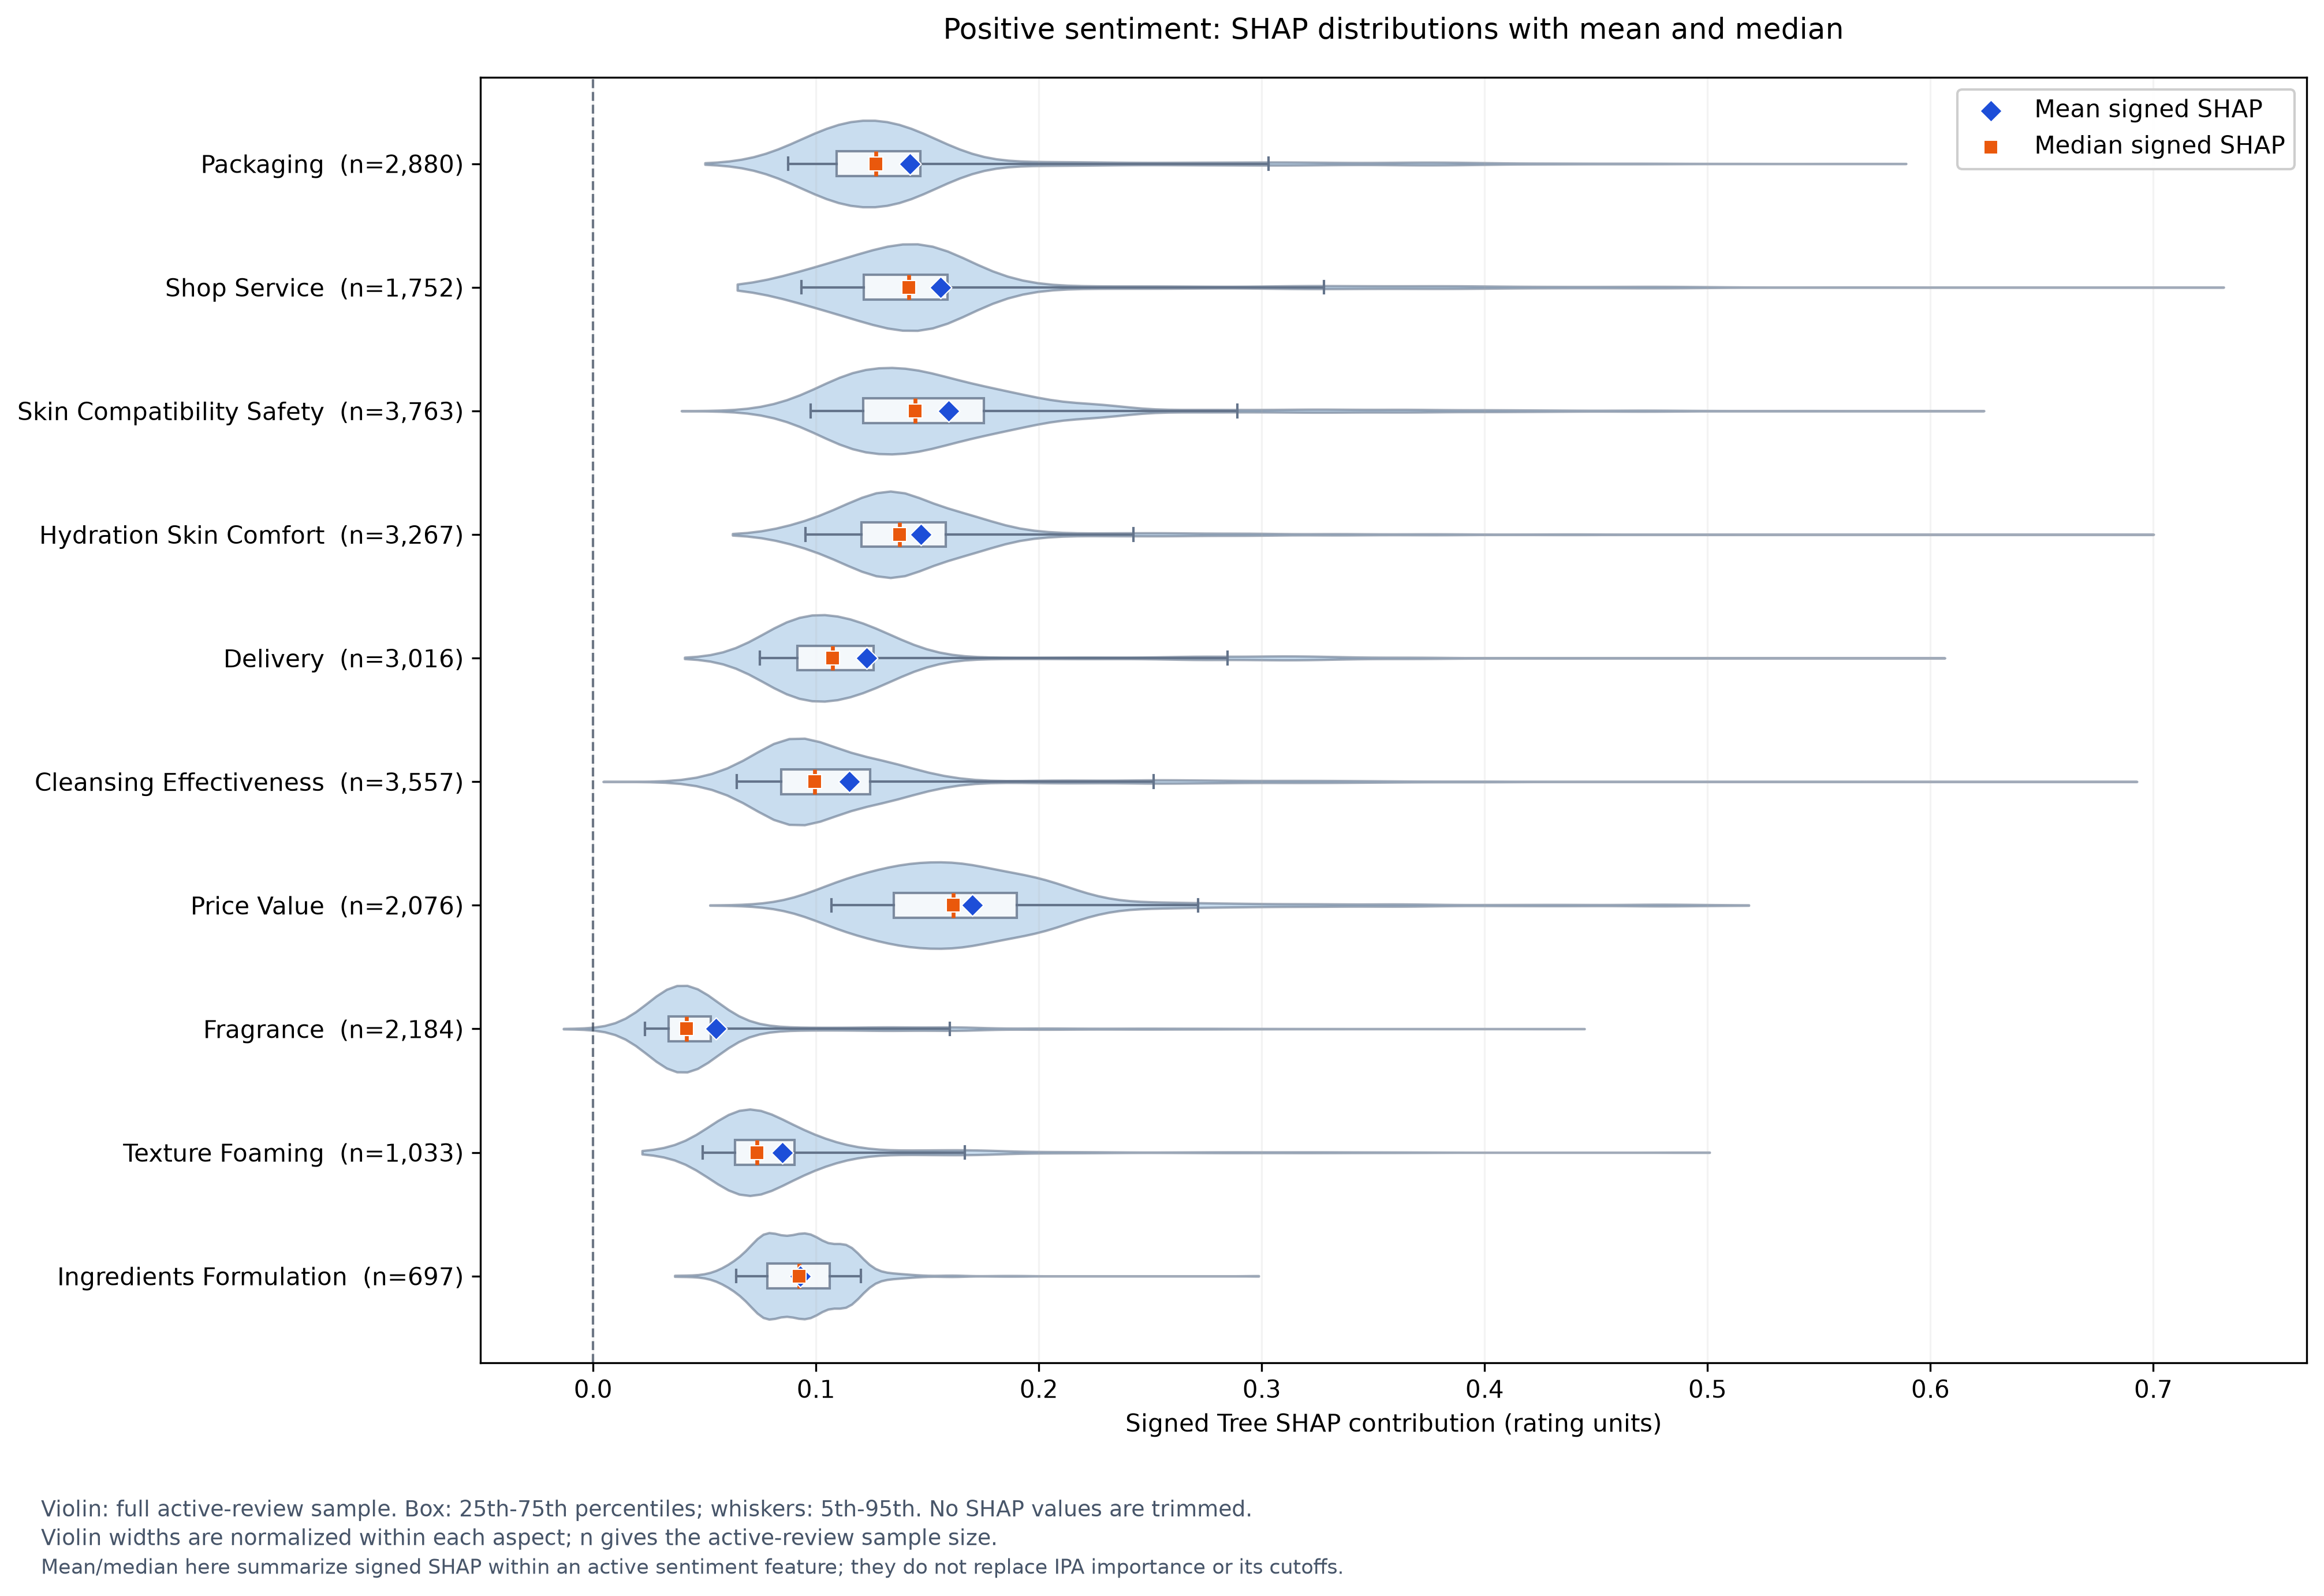 Positive sentiment: SHAP distributions with mean and median
Mean signed SHAP
Median signed SHAP
Packaging  (n=2,880)
Shop Service  (n=1,752)
Skin Compatibility Safety  (n=3,763)
Hydration Skin Comfort  (n=3,267)
Delivery  (n=3,016)
Cleansing Effectiveness  (n=3,557)
Price Value  (n=2,076)
Fragrance  (n=2,184)
Texture Foaming  (n=1,033)
Ingredients Formulation  (n=697)
0.0 0.1 0.2 0.3 0.4 0.5 0.6 0.7
Signed Tree SHAP contribution (rating units)
Violin: full active-review sample. Box: 25th-75th percentiles; whiskers: 5th-95th. No SHAP values are trimmed.
Violin widths are normalized within each aspect; n gives the active-review sample size.
Mean/median here summarize signed SHAP within an active sentiment feature; they do not replace IPA importance or its cutoffs.